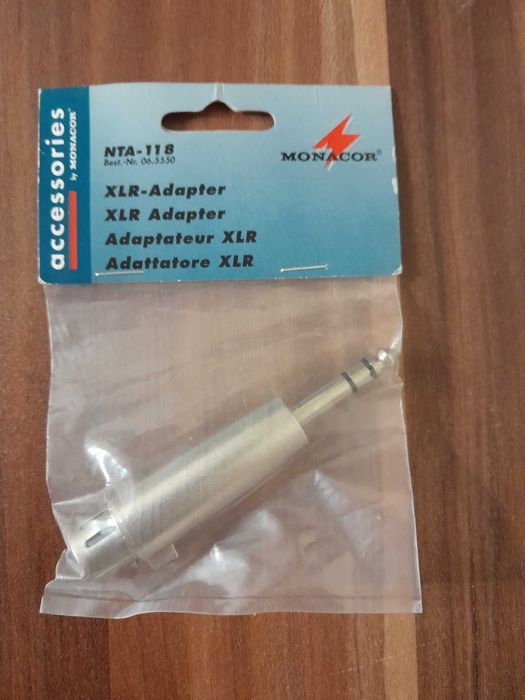 accessories
by MONACOR®
NTA-118
Best.-Nr. 06.5550
MONACOR®
XLR-Adapter
XLR Adapter
Adaptateur XLR
Adattatore XLR